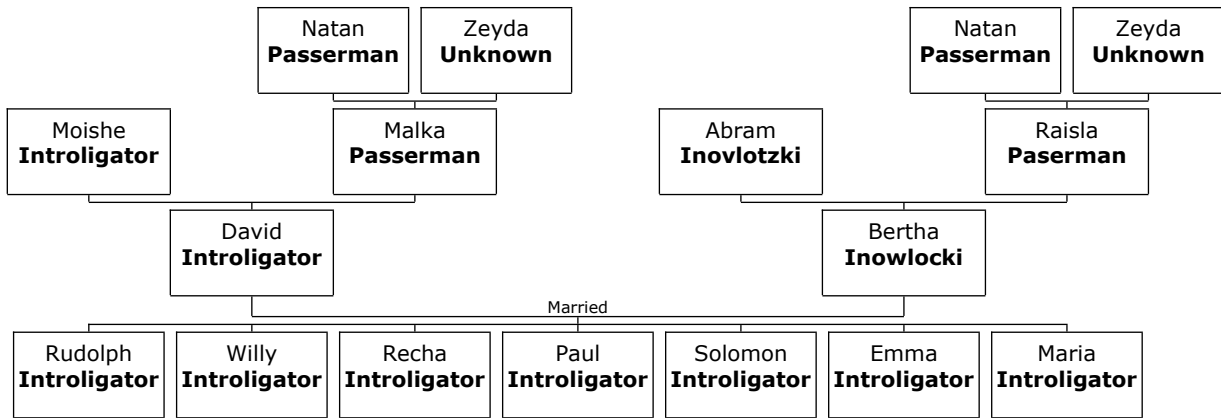 Natan
Passerman
Zeyda
Unknown
Natan
Passerman
Zeyda
Unknown
Moishe
Introligator
Malka
Passerman
Abram
Inovlotzki
Raisla
Paserman
David
Introligator
Bertha
Inowlocki
Married
Rudolph
Introligator
Willy
Introligator
Recha
Introligator
Paul
Introligator
Solomon
Introligator
Emma
Introligator
Maria
Introligator